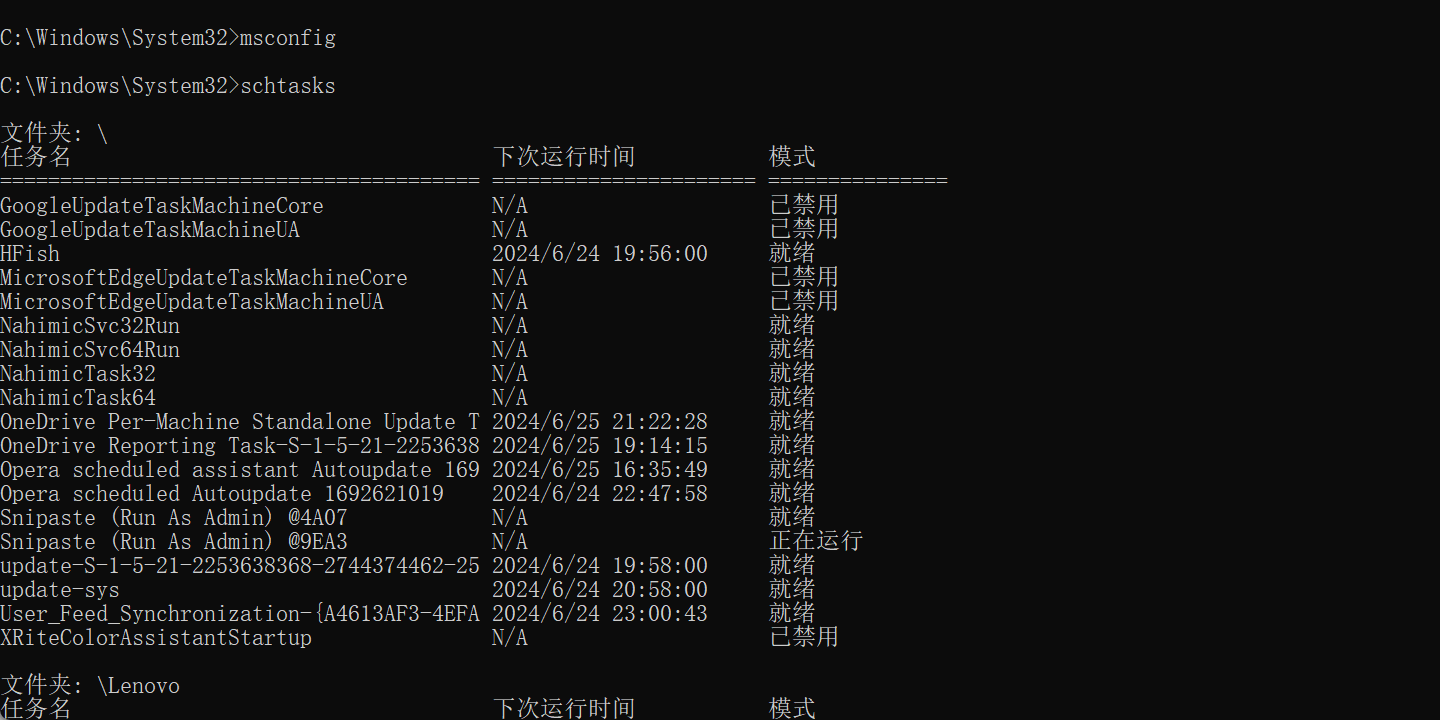 C:\Windows\System32>msconfig
C:\Windows\System32>schtasks
文件夹: \
任务名 下次运行时间 模式
======================================== ====================== ===============
GoogleUpdateTaskMachineCore N/A 已禁用
GoogleUpdateTaskMachineUA N/A 已禁用
HFish 2024/6/24 19:56:00 就绪
MicrosoftEdgeUpdateTaskMachineCore N/A 已禁用
MicrosoftEdgeUpdateTaskMachineUA N/A 已禁用
NahimicSvc32Run N/A 就绪
NahimicSvc64Run N/A 就绪
NahimicTask32 N/A 就绪
NahimicTask64 N/A 就绪
OneDrive Per-Machine Standalone Update T 2024/6/25 21:22:28 就绪
OneDrive Reporting Task-S-1-5-21-2253638 2024/6/25 19:14:15 就绪
Opera scheduled assistant Autoupdate 169 2024/6/25 16:35:49 就绪
Opera scheduled Autoupdate 1692621019 2024/6/24 22:47:58 就绪
Snipaste (Run As Admin) @4A07 N/A 就绪
Snipaste (Run As Admin) @9EA3 N/A 正在运行
update-S-1-5-21-2253638368-2744374462-25 2024/6/24 19:58:00 就绪
update-sys 2024/6/24 20:58:00 就绪
User_Feed_Synchronization-{A4613AF3-4EFA 2024/6/24 23:00:43 就绪
XRiteColorAssistantStartup N/A 已禁用
文件夹: \Lenovo
任务名 下次运行时间 模式